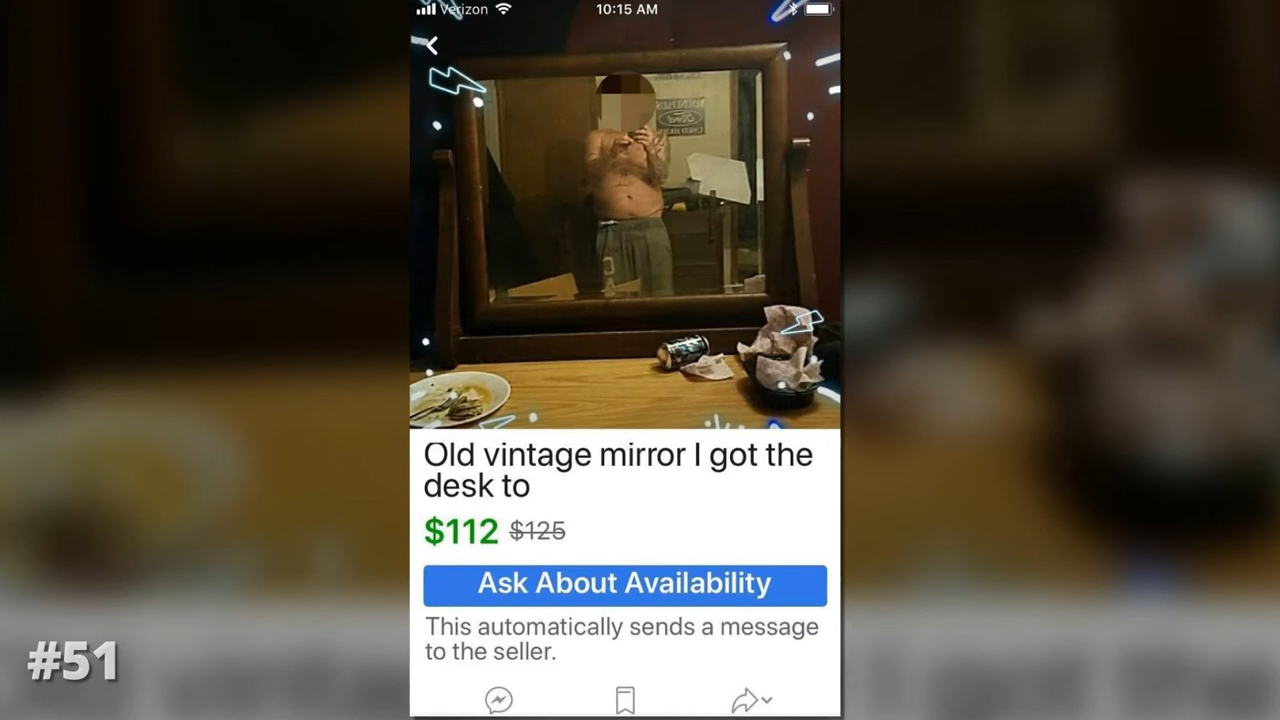 Verizon
10:15 AM
Ford
Old vintage mirror I got the
desk to
$112 $125
Ask About Availability
This automatically sends a message
to the seller.
#51